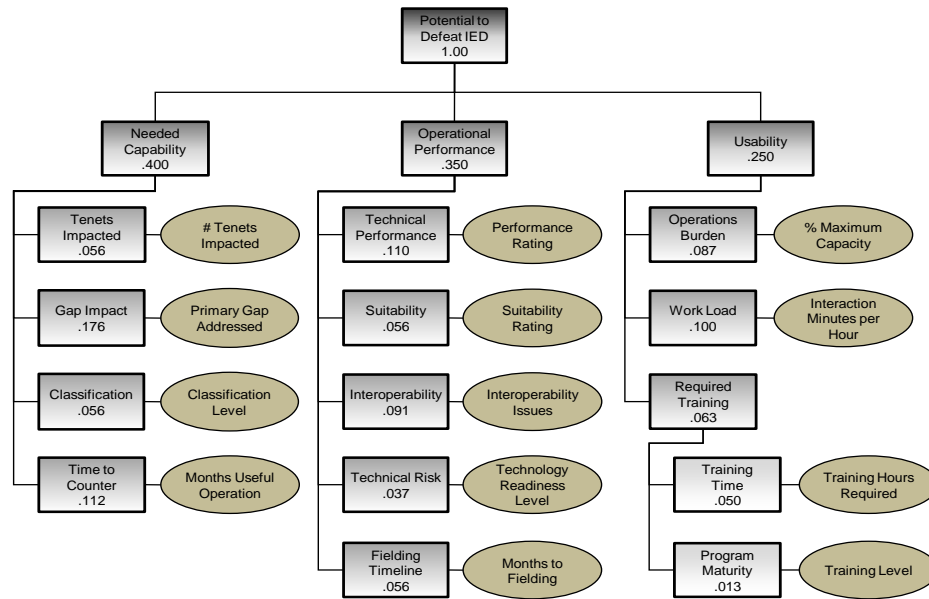 Potential to
Defeat IED
1.00
Needed
Capability
.400
Operational
Performance
.350
Usability
.250
Tenets
Impacted
.056
# Tenets
Impacted
Gap Impact
.176
Primary Gap
Addressed
Classification
.056
Classification
Level
Time to
Counter
.112
Months Useful
Operation
Technical
Performance
.110
Performance
Rating
Suitability
.056
Suitability
Rating
Interoperability
.091
Interoperability
Issues
Technical Risk
.037
Technology
Readiness
Level
Fielding
Timeline
.056
Months to
Fielding
Operations
Burden
.087
% Maximum
Capacity
Work Load
.100
Interaction
Minutes per
Hour
Required
Training
.063
Training
Time
.050
Training Hours
Required
Program
Maturity
.013
Training Level